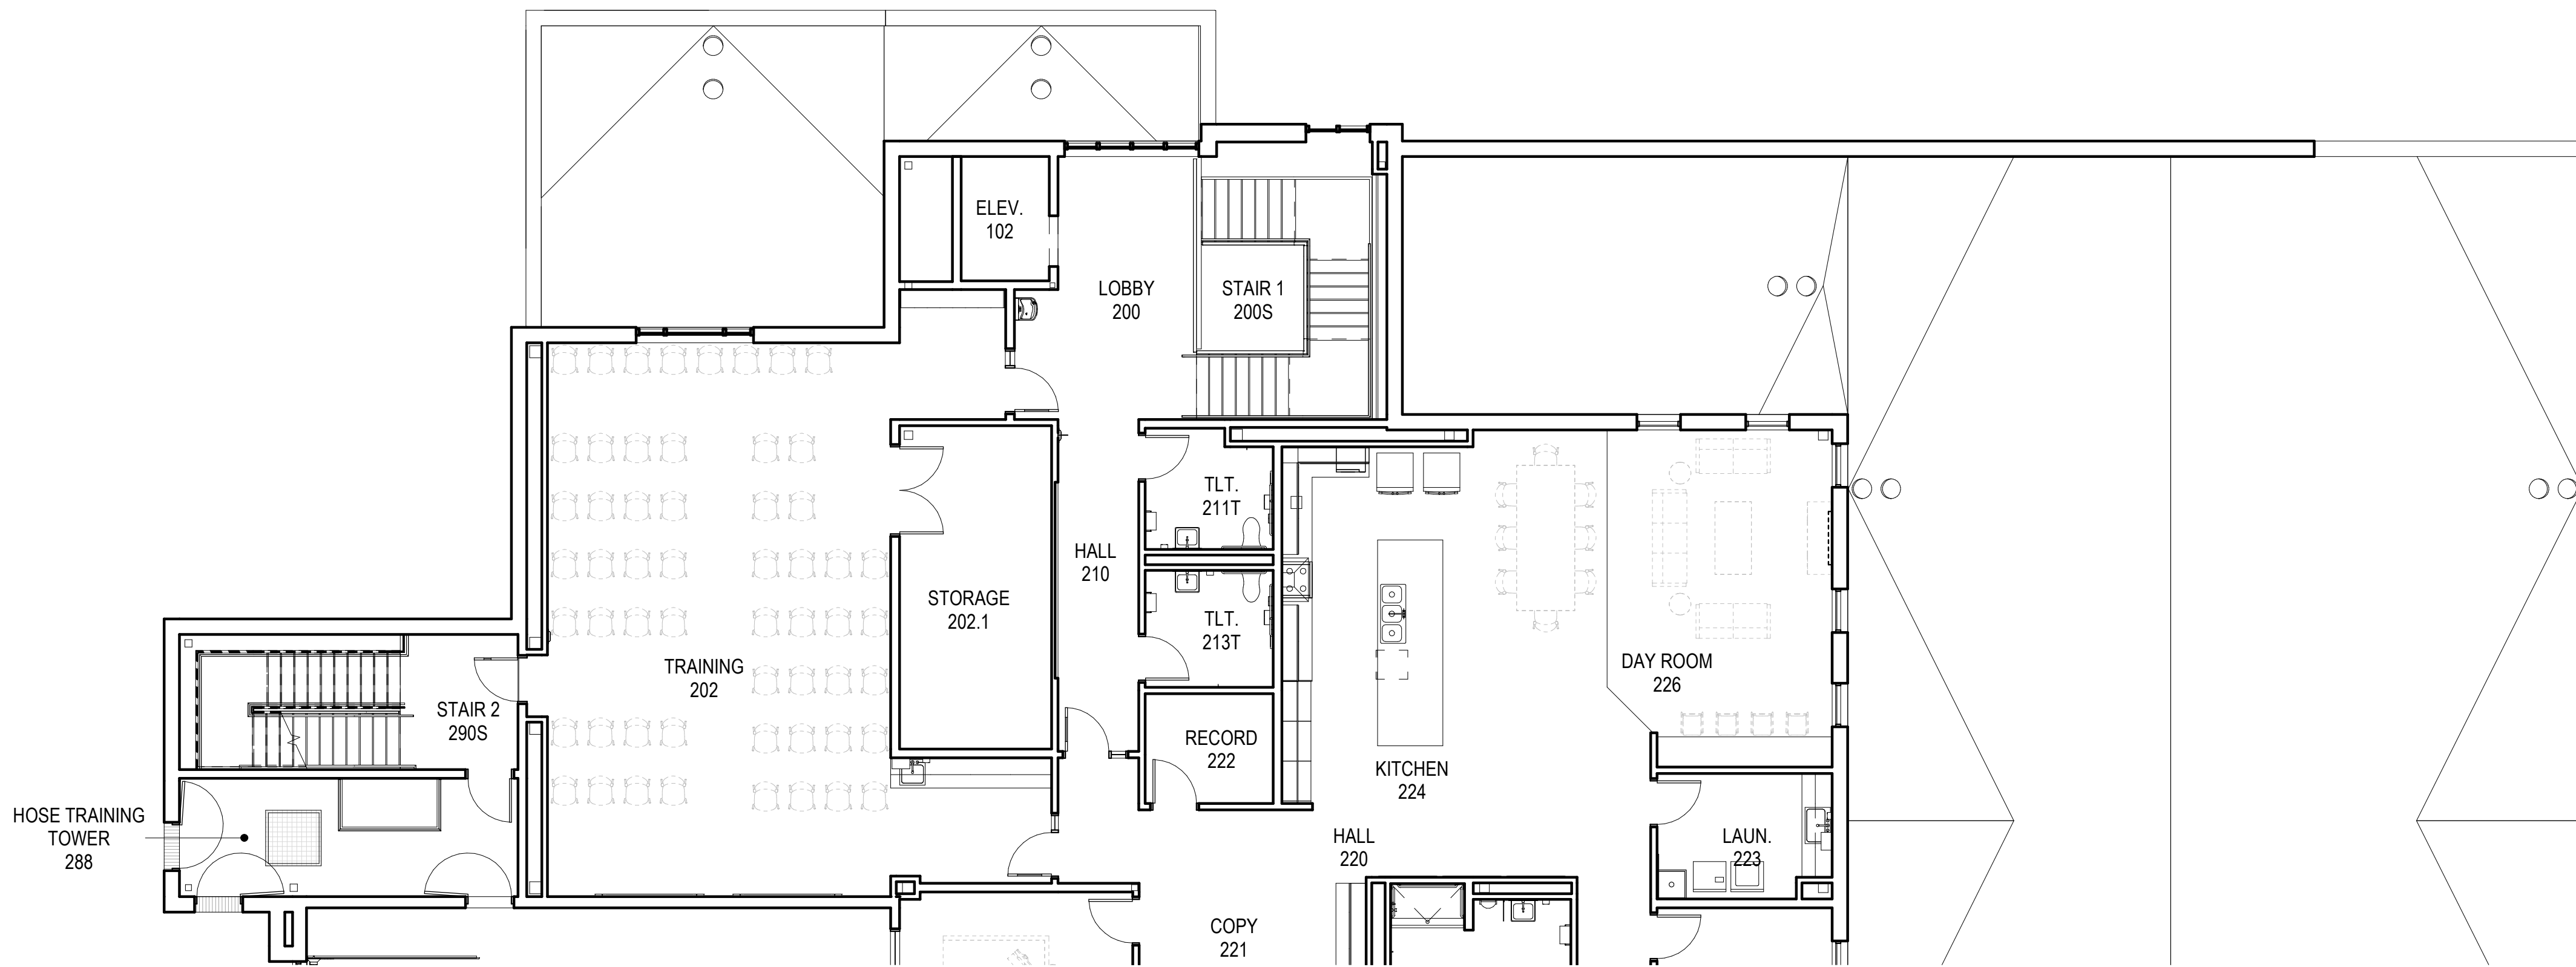 ELEV.
102
LOBBY
200
STAIR 1
200S
TLT.
211T
HALL
210
STORAGE
202.1
TLT.
213T
TRAINING
202
DAY ROOM
226
STAIR 2
290S
RECORD
222
KITCHEN
224
HOSE TRAINING
TOWER
288
HALL
220
LAUN.
223
COPY
221